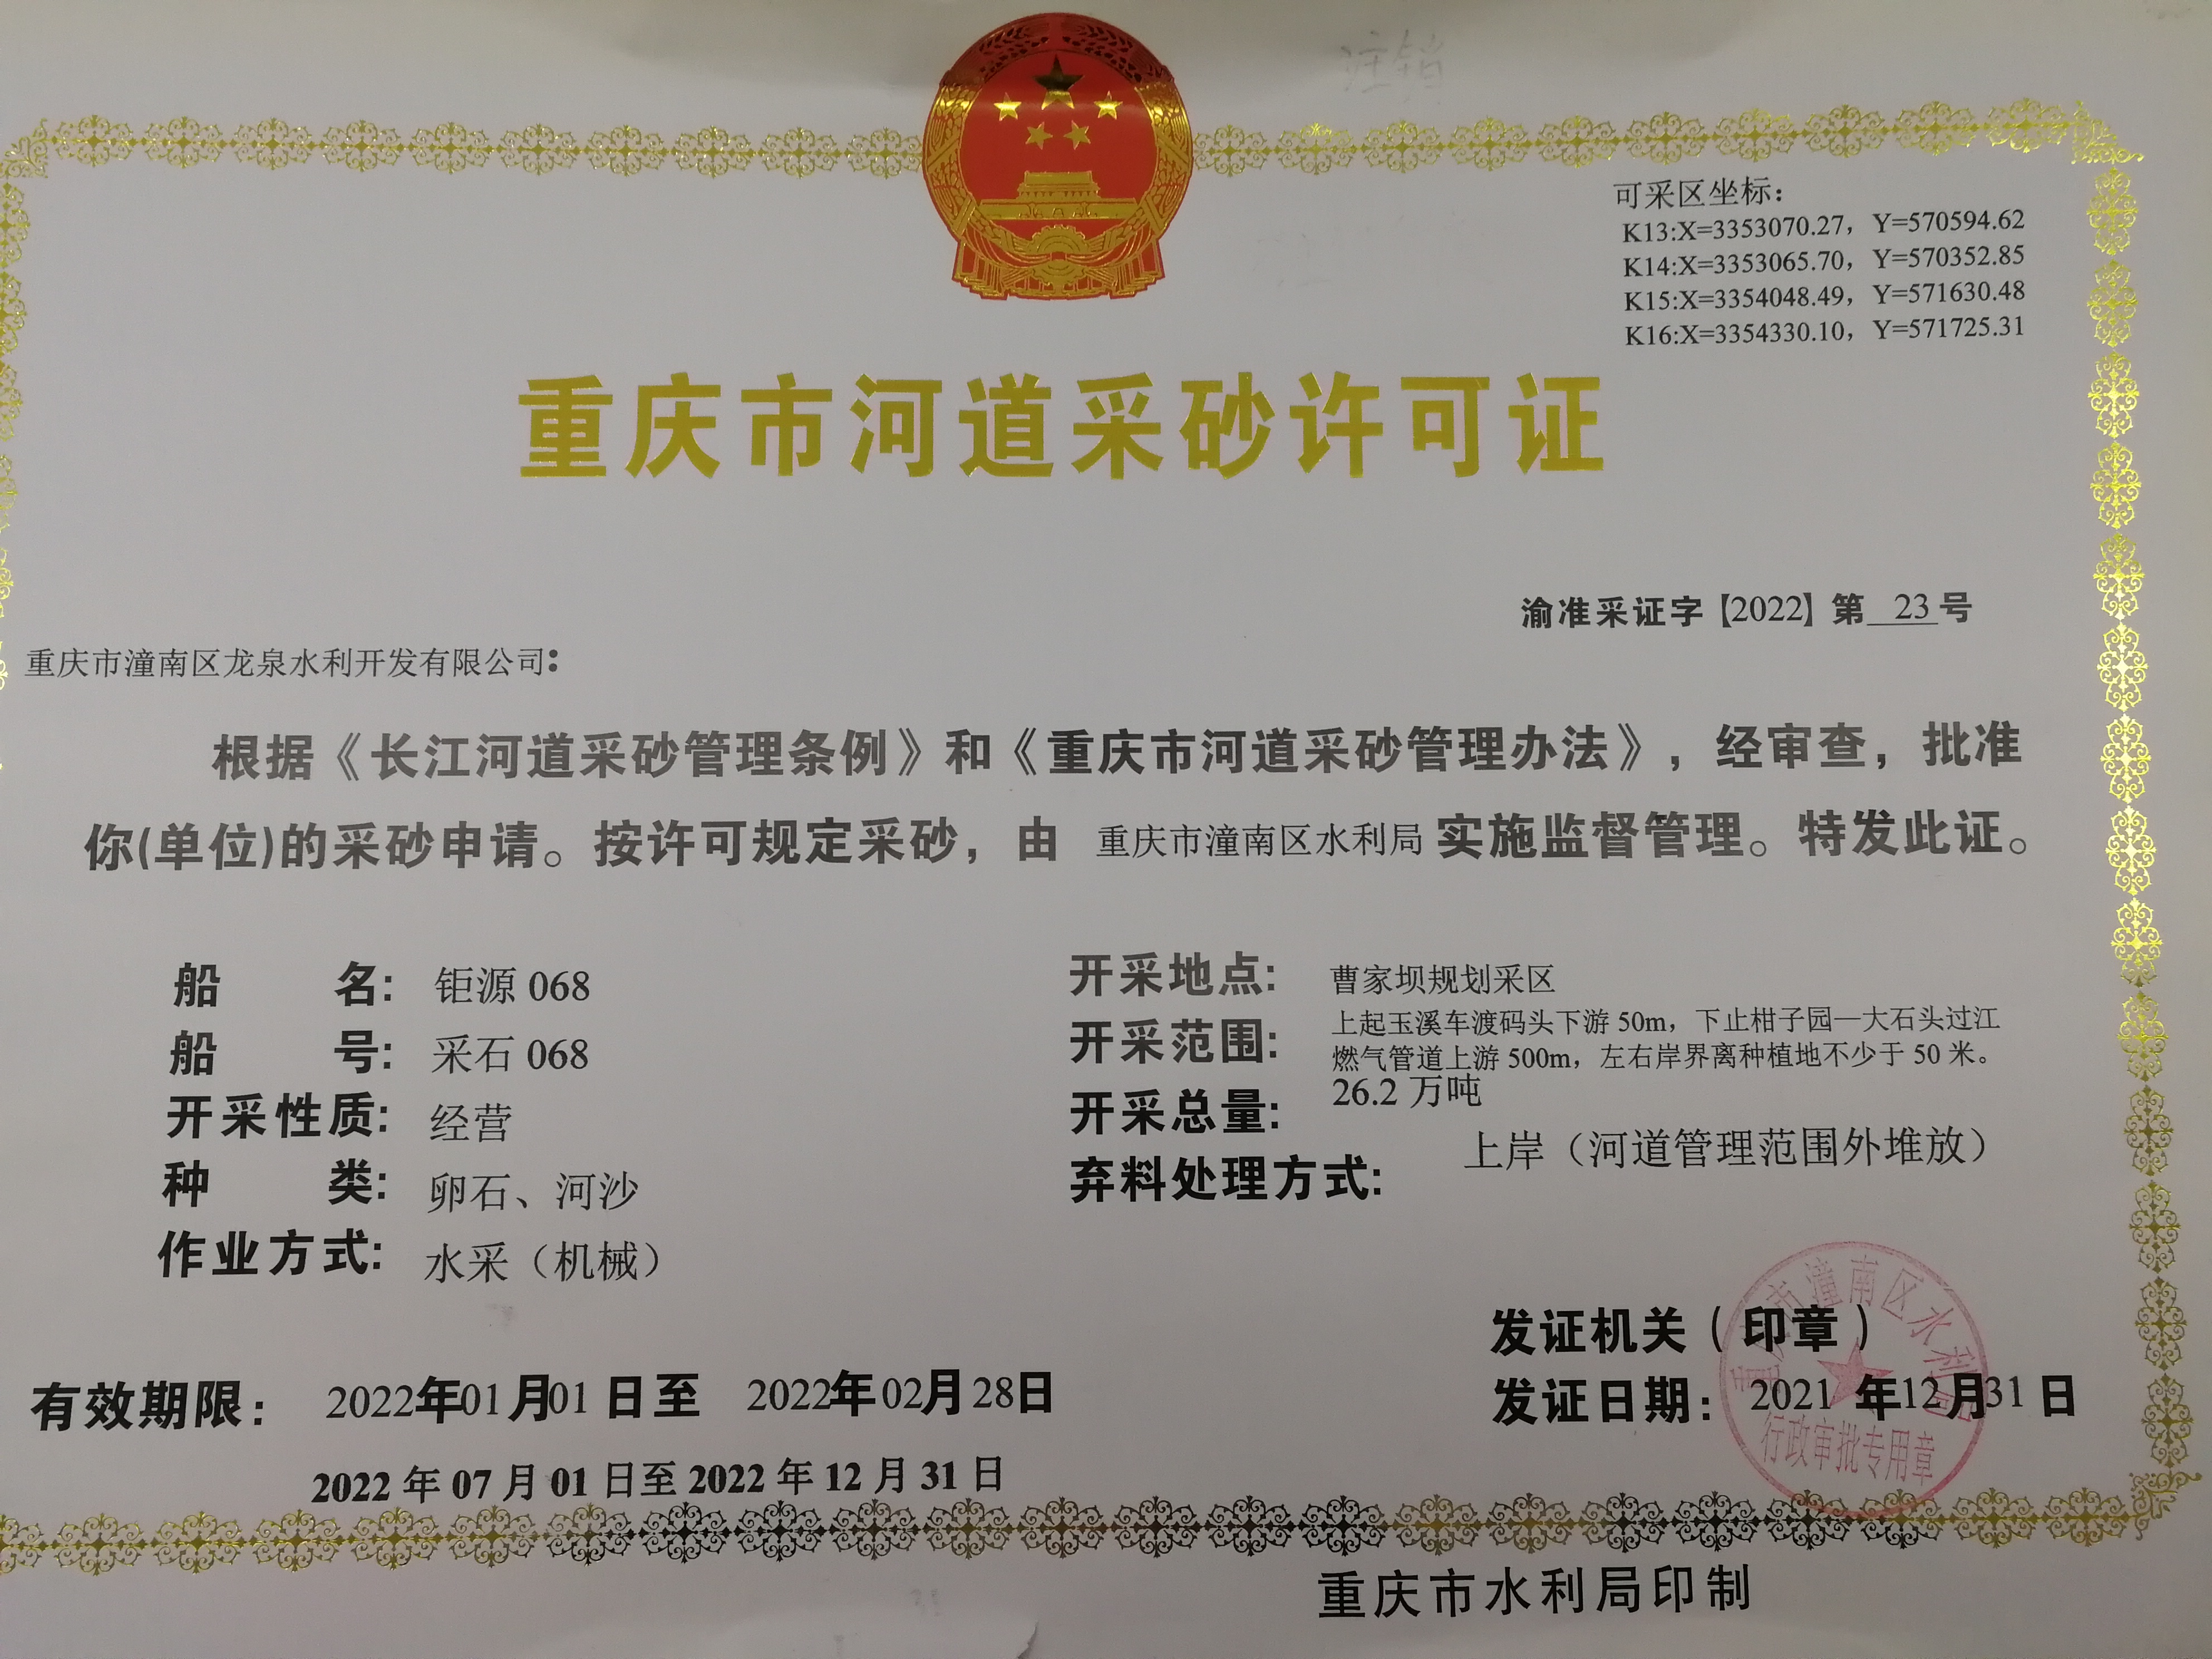 注销
可采区坐标：
K13:X=3353070.27，Y=570594.62
K14:X=3353065.70，Y=570352.85
K15:X=3354048.49，Y=571630.48
K16:X=3354330.10，Y=571725.31
重庆市河道采砂许可证
渝准采证字【2022】第 23 号
重庆市潼南区龙泉水利开发有限公司：
根据《长江河道采砂管理条例》和《重庆市河道采砂管理办法》，经审查，批准
你(单位)的采砂申请。按许可规定采砂，由 重庆市潼南区水利局 实施监督管理。特发此证。
船名：钜源 068
船号：采石 068
开采性质：经营
种类：卵石、河沙
作业方式：水采（机械）
开采地点：曹家坝规划采区
开采范围：上起玉溪车渡码头下游 50m，下止柑子园—大石头过江
燃气管道上游 500m，左右岸界离种植地不少于 50 米。
开采总量：26.2 万吨
弃料处理方式：上岸（河道管理范围外堆放）
发证机关（印章）
发证日期：2021 年12月31 日
重庆市潼南区水利局
行政审批专用章
有效期限：2022年01月01 日至 2022年02月28日
2022 年 07 月 01 日至 2022 年 12 月 31 日
重庆市水利局印制